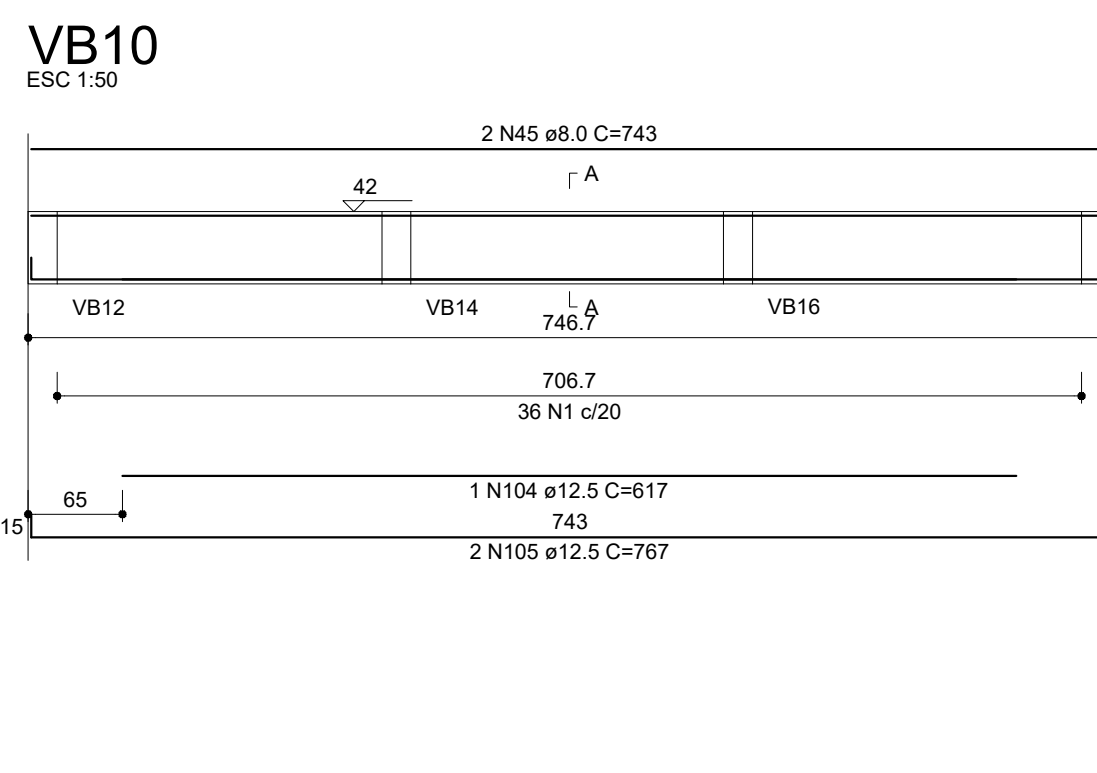 VB10
ESC 1:50
2 N45 ø8.0 C=743
A
42
VB12
VB14
A
VB16
746.7
706.7
36 N1 c/20
1 N104 ø12.5 C=617
65
15
743
2 N105 ø12.5 C=767